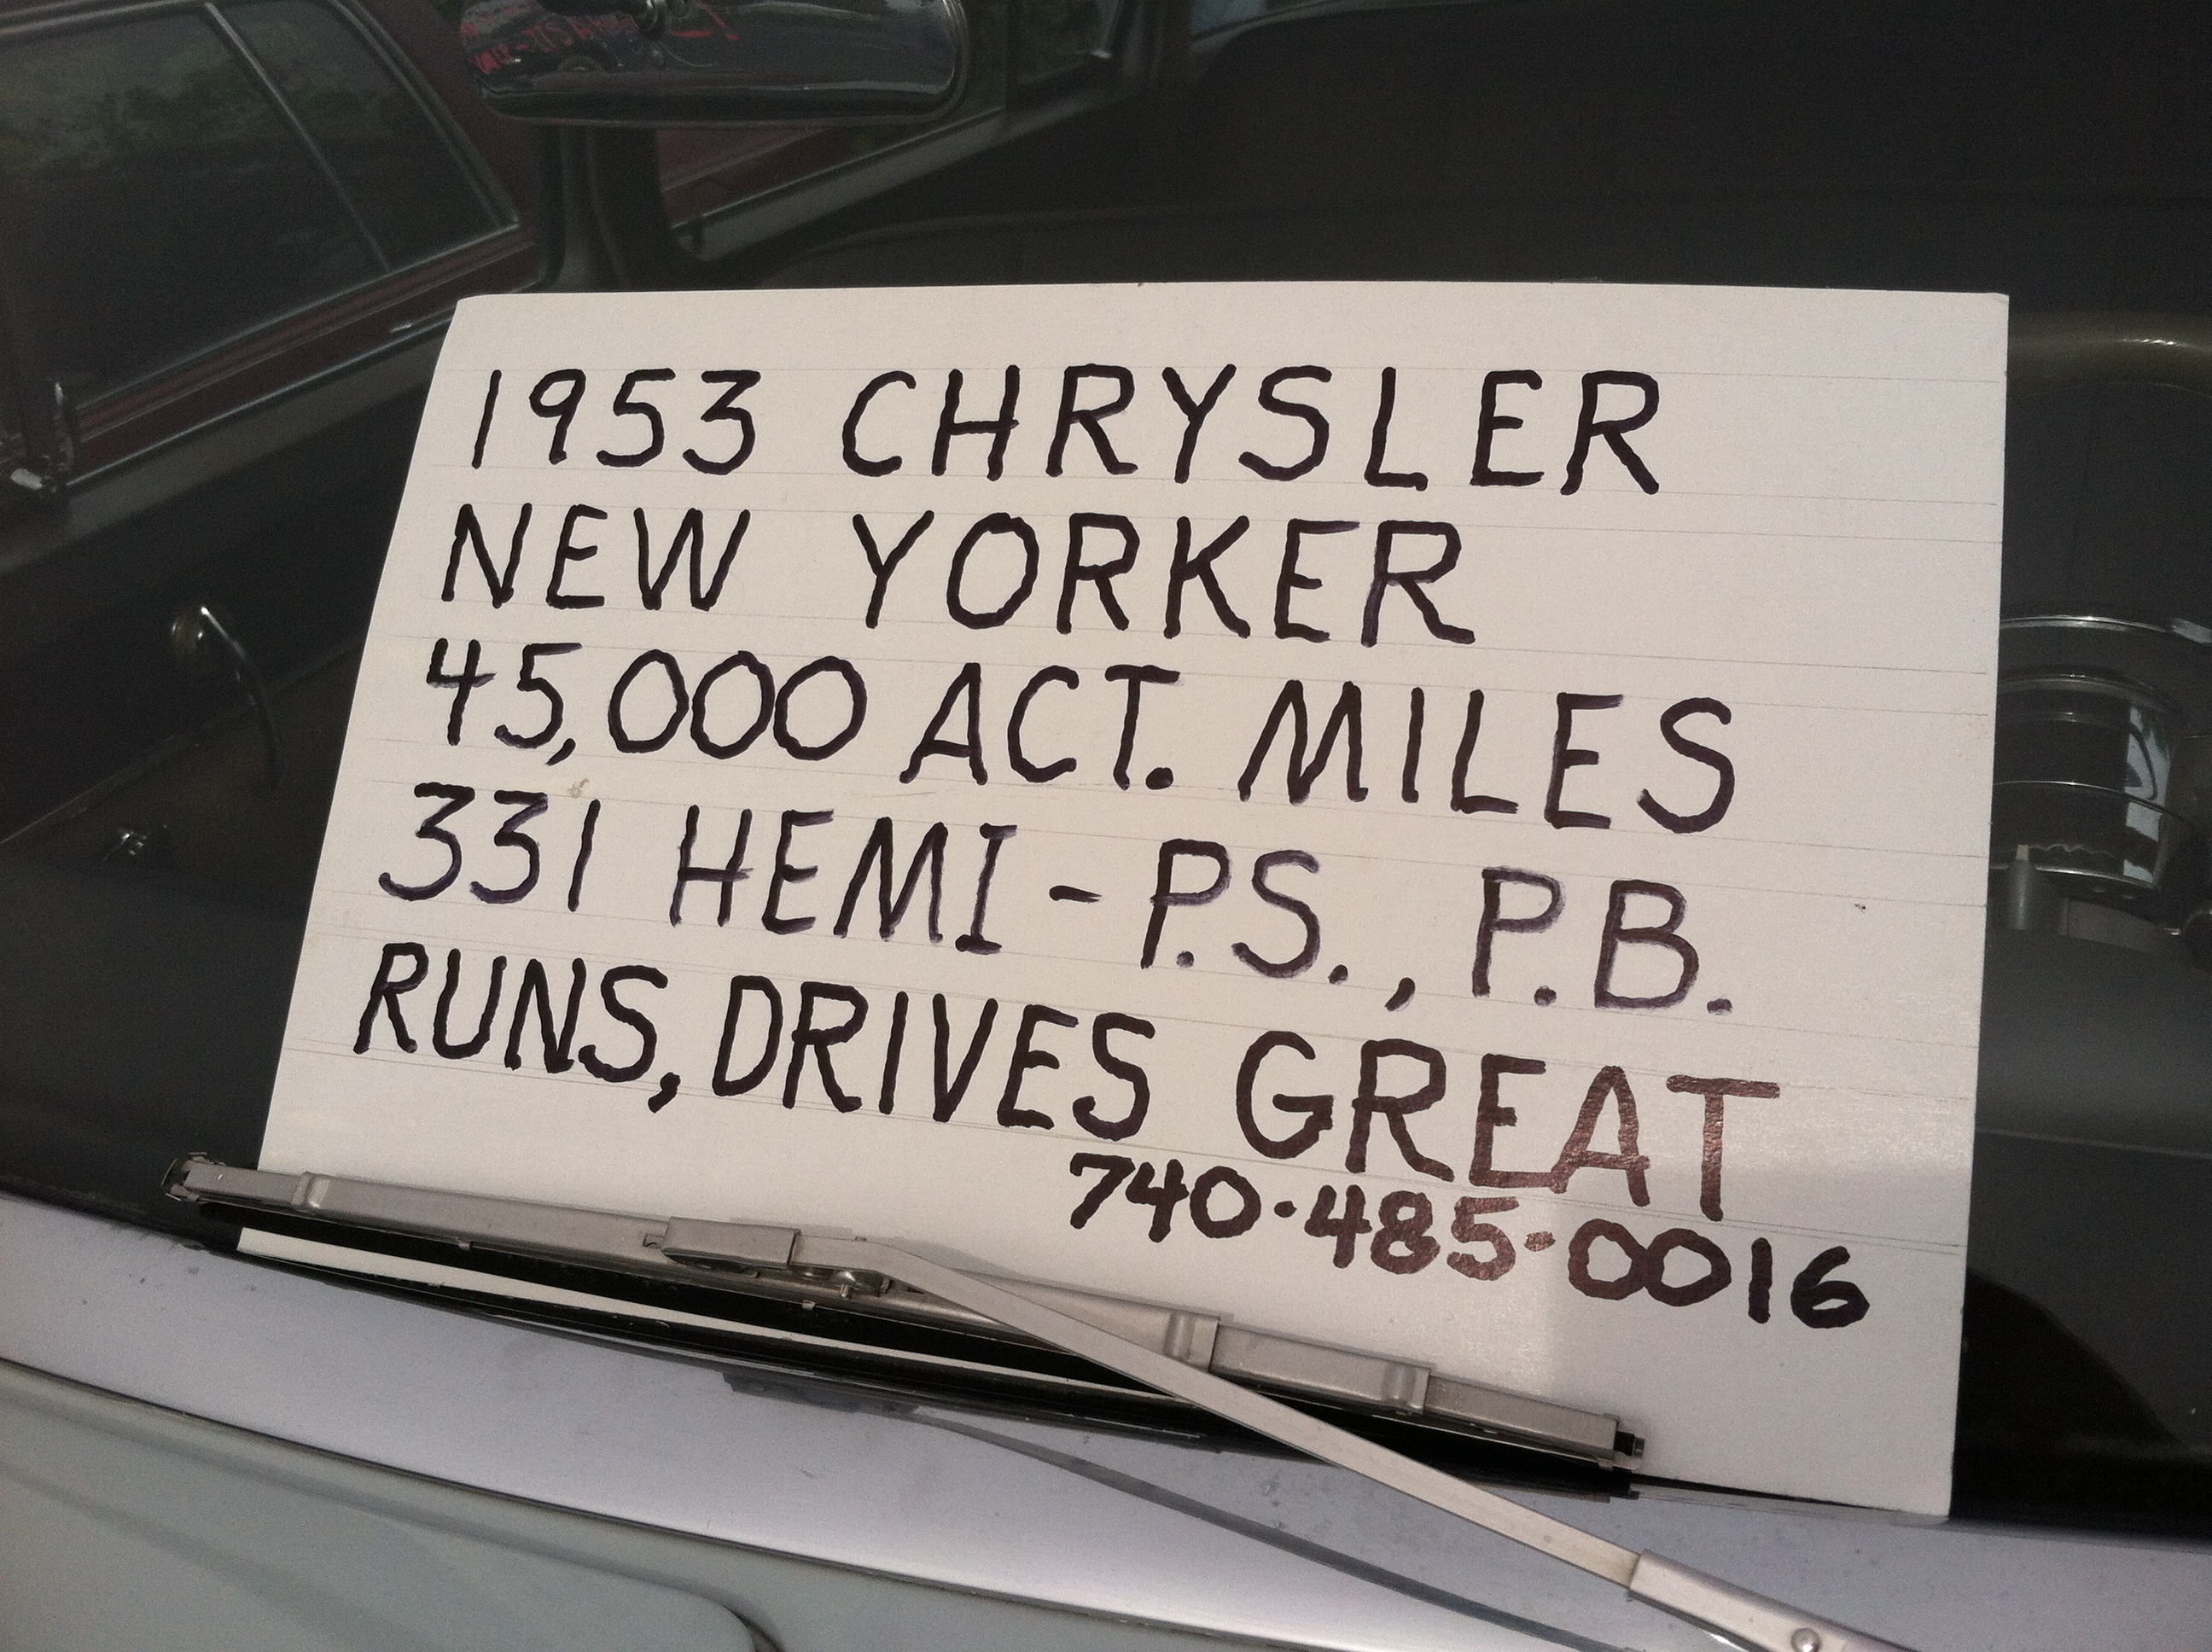 1953 CHRYSLER
NEW YORKER
45,000 ACT. MILES
331 HEMI - P.S., P.B.
RUNS, DRIVES GREAT
740·485·0016